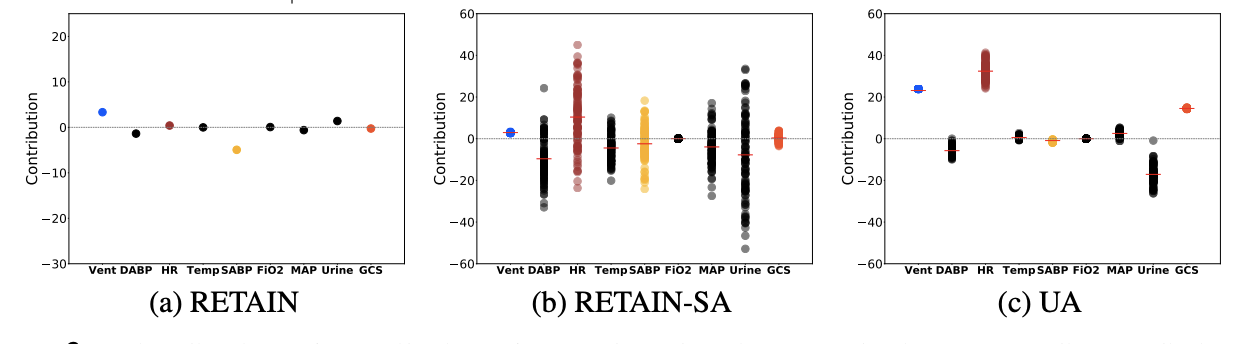 Contribution
20
10
0
−10
−20
−30
Vent DABP HR Temp SABP FiO2 MAP Urine GCS
(a) RETAIN
Contribution
60
40
20
0
−20
−40
−60
Vent DABP HR Temp SABP FiO2 MAP Urine GCS
(b) RETAIN-SA
Contribution
60
40
20
0
−20
−40
−60
Vent DABP HR Temp SABP FiO2 MAP Urine GCS
(c) UA